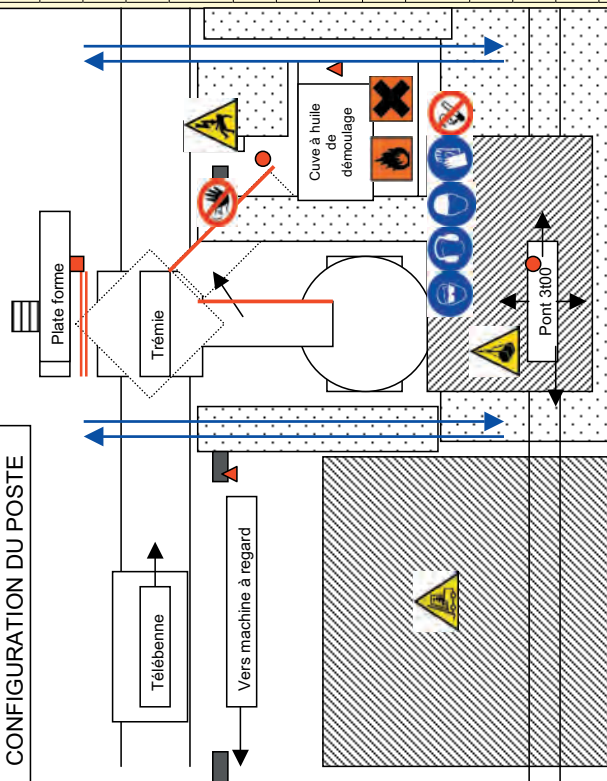 CONFIGURATION DU POSTE
Plate forme
Trémie
Télébenne
Vers machine à regard
Cuve à huile
de
démoulage
Pont 3t00